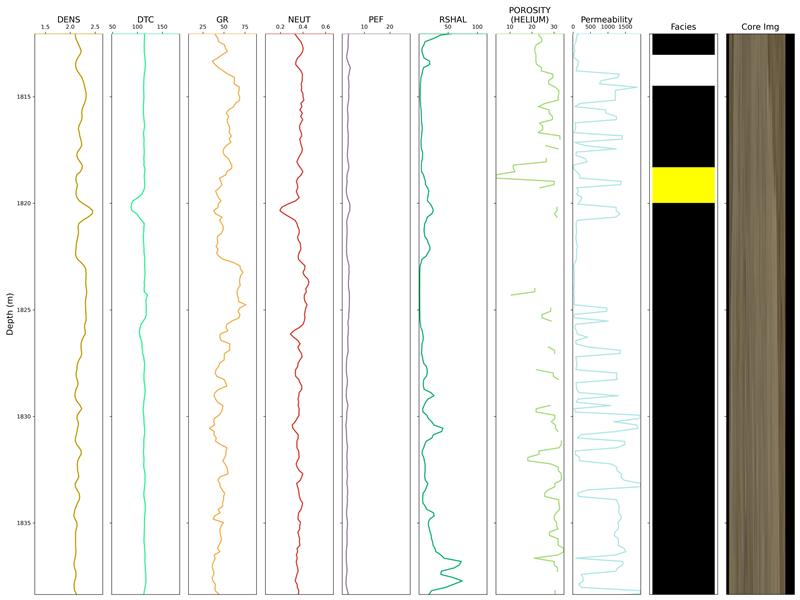 DENS DTC GR NEUT PEF RSHAL POROSITY (HELIUM) Permeability Facies Core Img
1.5 2.0 2.5 50 100 150 25 50 75 0.2 0.4 0.6 10 20 50 100 10 20 30 0 500 1000 1500
Depth (m)
1815
1820
1825
1830
1835